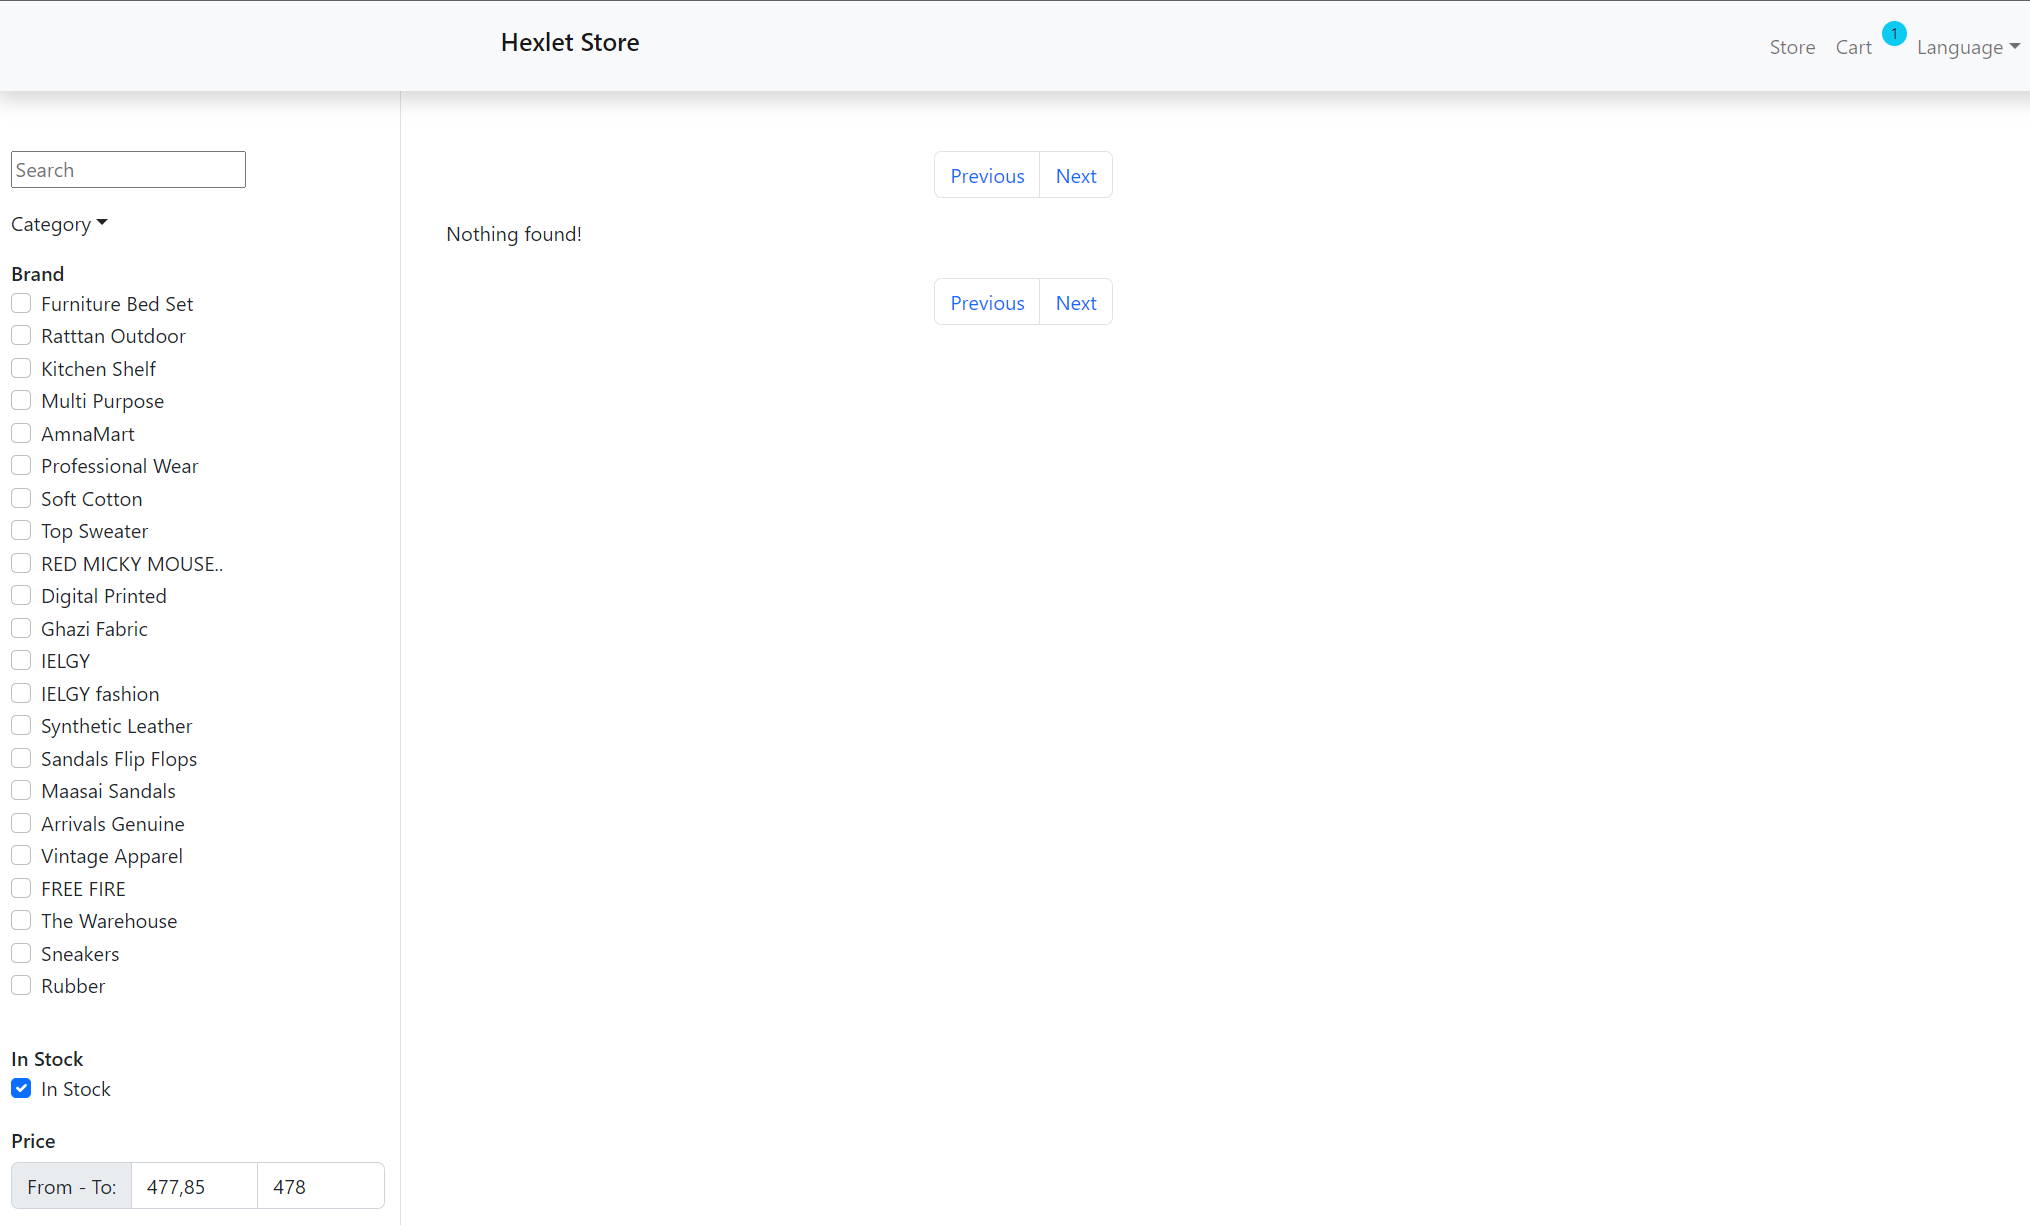 Hexlet Store
Store Cart 1 Language
Search
Category
Brand
Furniture Bed Set
Ratttan Outdoor
Kitchen Shelf
Multi Purpose
AmnaMart
Professional Wear
Soft Cotton
Top Sweater
RED MICKY MOUSE..
Digital Printed
Ghazi Fabric
IELGY
IELGY fashion
Synthetic Leather
Sandals Flip Flops
Maasai Sandals
Arrivals Genuine
Vintage Apparel
FREE FIRE
The Warehouse
Sneakers
Rubber
In Stock
In Stock
Price
From - To: 477,85 478
Previous Next
Nothing found!
Previous Next